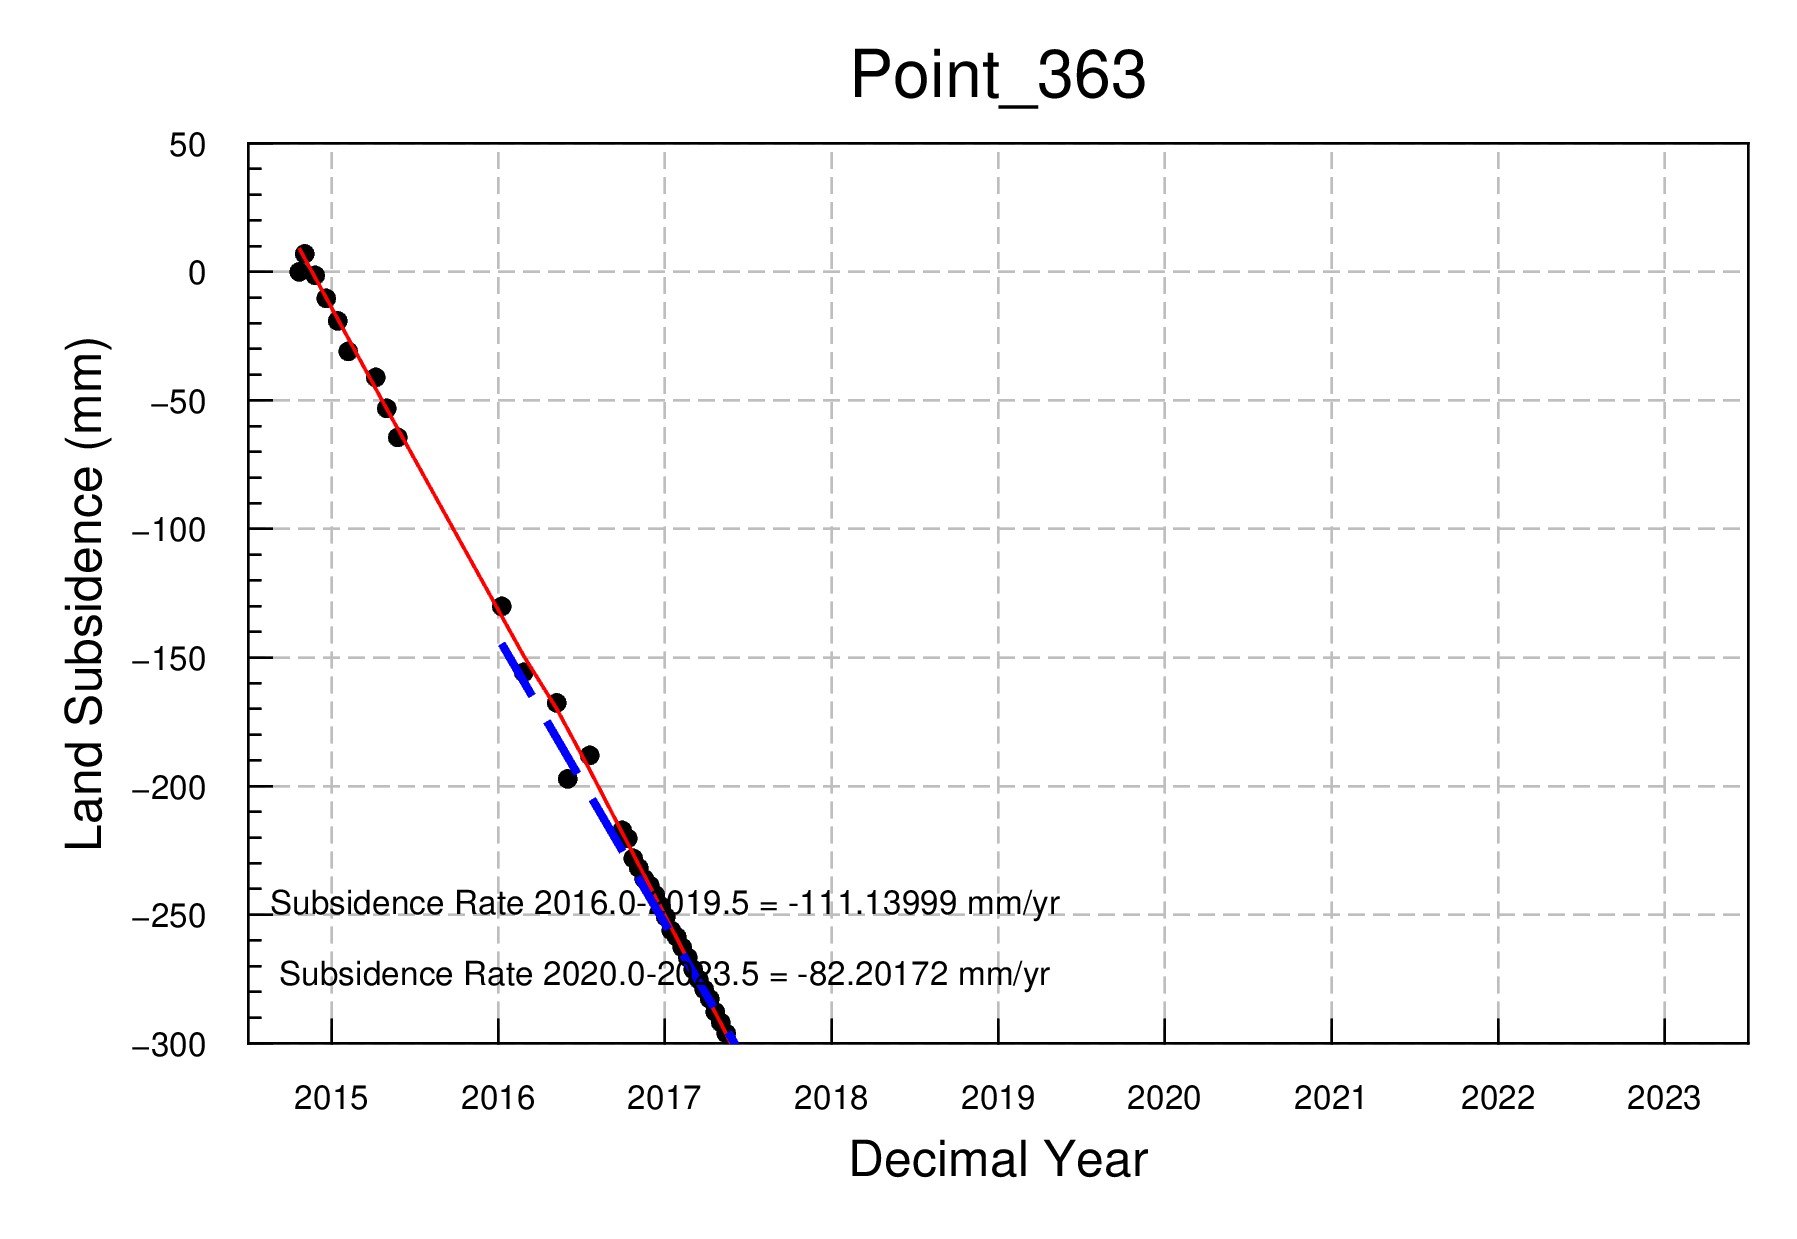 Point_363
50
0
−50
−100
−150
−200
−250
−300
Land Subsidence (mm)
Subsidence Rate 2016.0-2019.5 = -111.13999 mm/yr
Subsidence Rate 2020.0-2023.5 = -82.20172 mm/yr
2015 2016 2017 2018 2019 2020 2021 2022 2023
Decimal Year